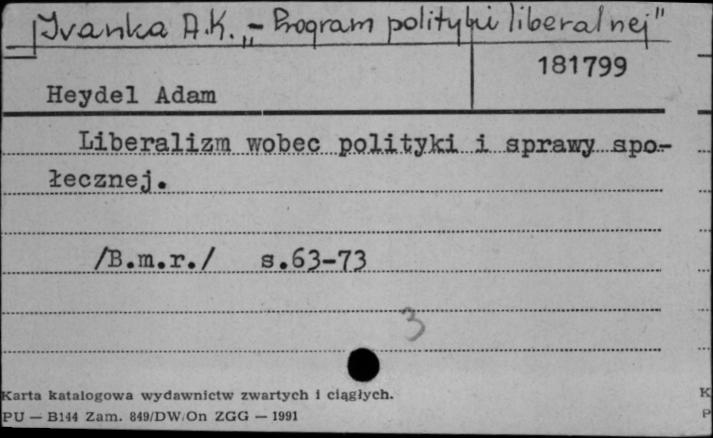 Ivanka A.K. - „Program polityki liberalnej"
181799
Heydel Adam
Liberalizm wobec polityki i sprawy spo-
łecznej.
/B.m.r./ s.63-73
3
Karta katalogowa wydawnictw zwartych i ciągłych.
PU — B144 Zam. 849/DW/On ZGG — 1991
K
P